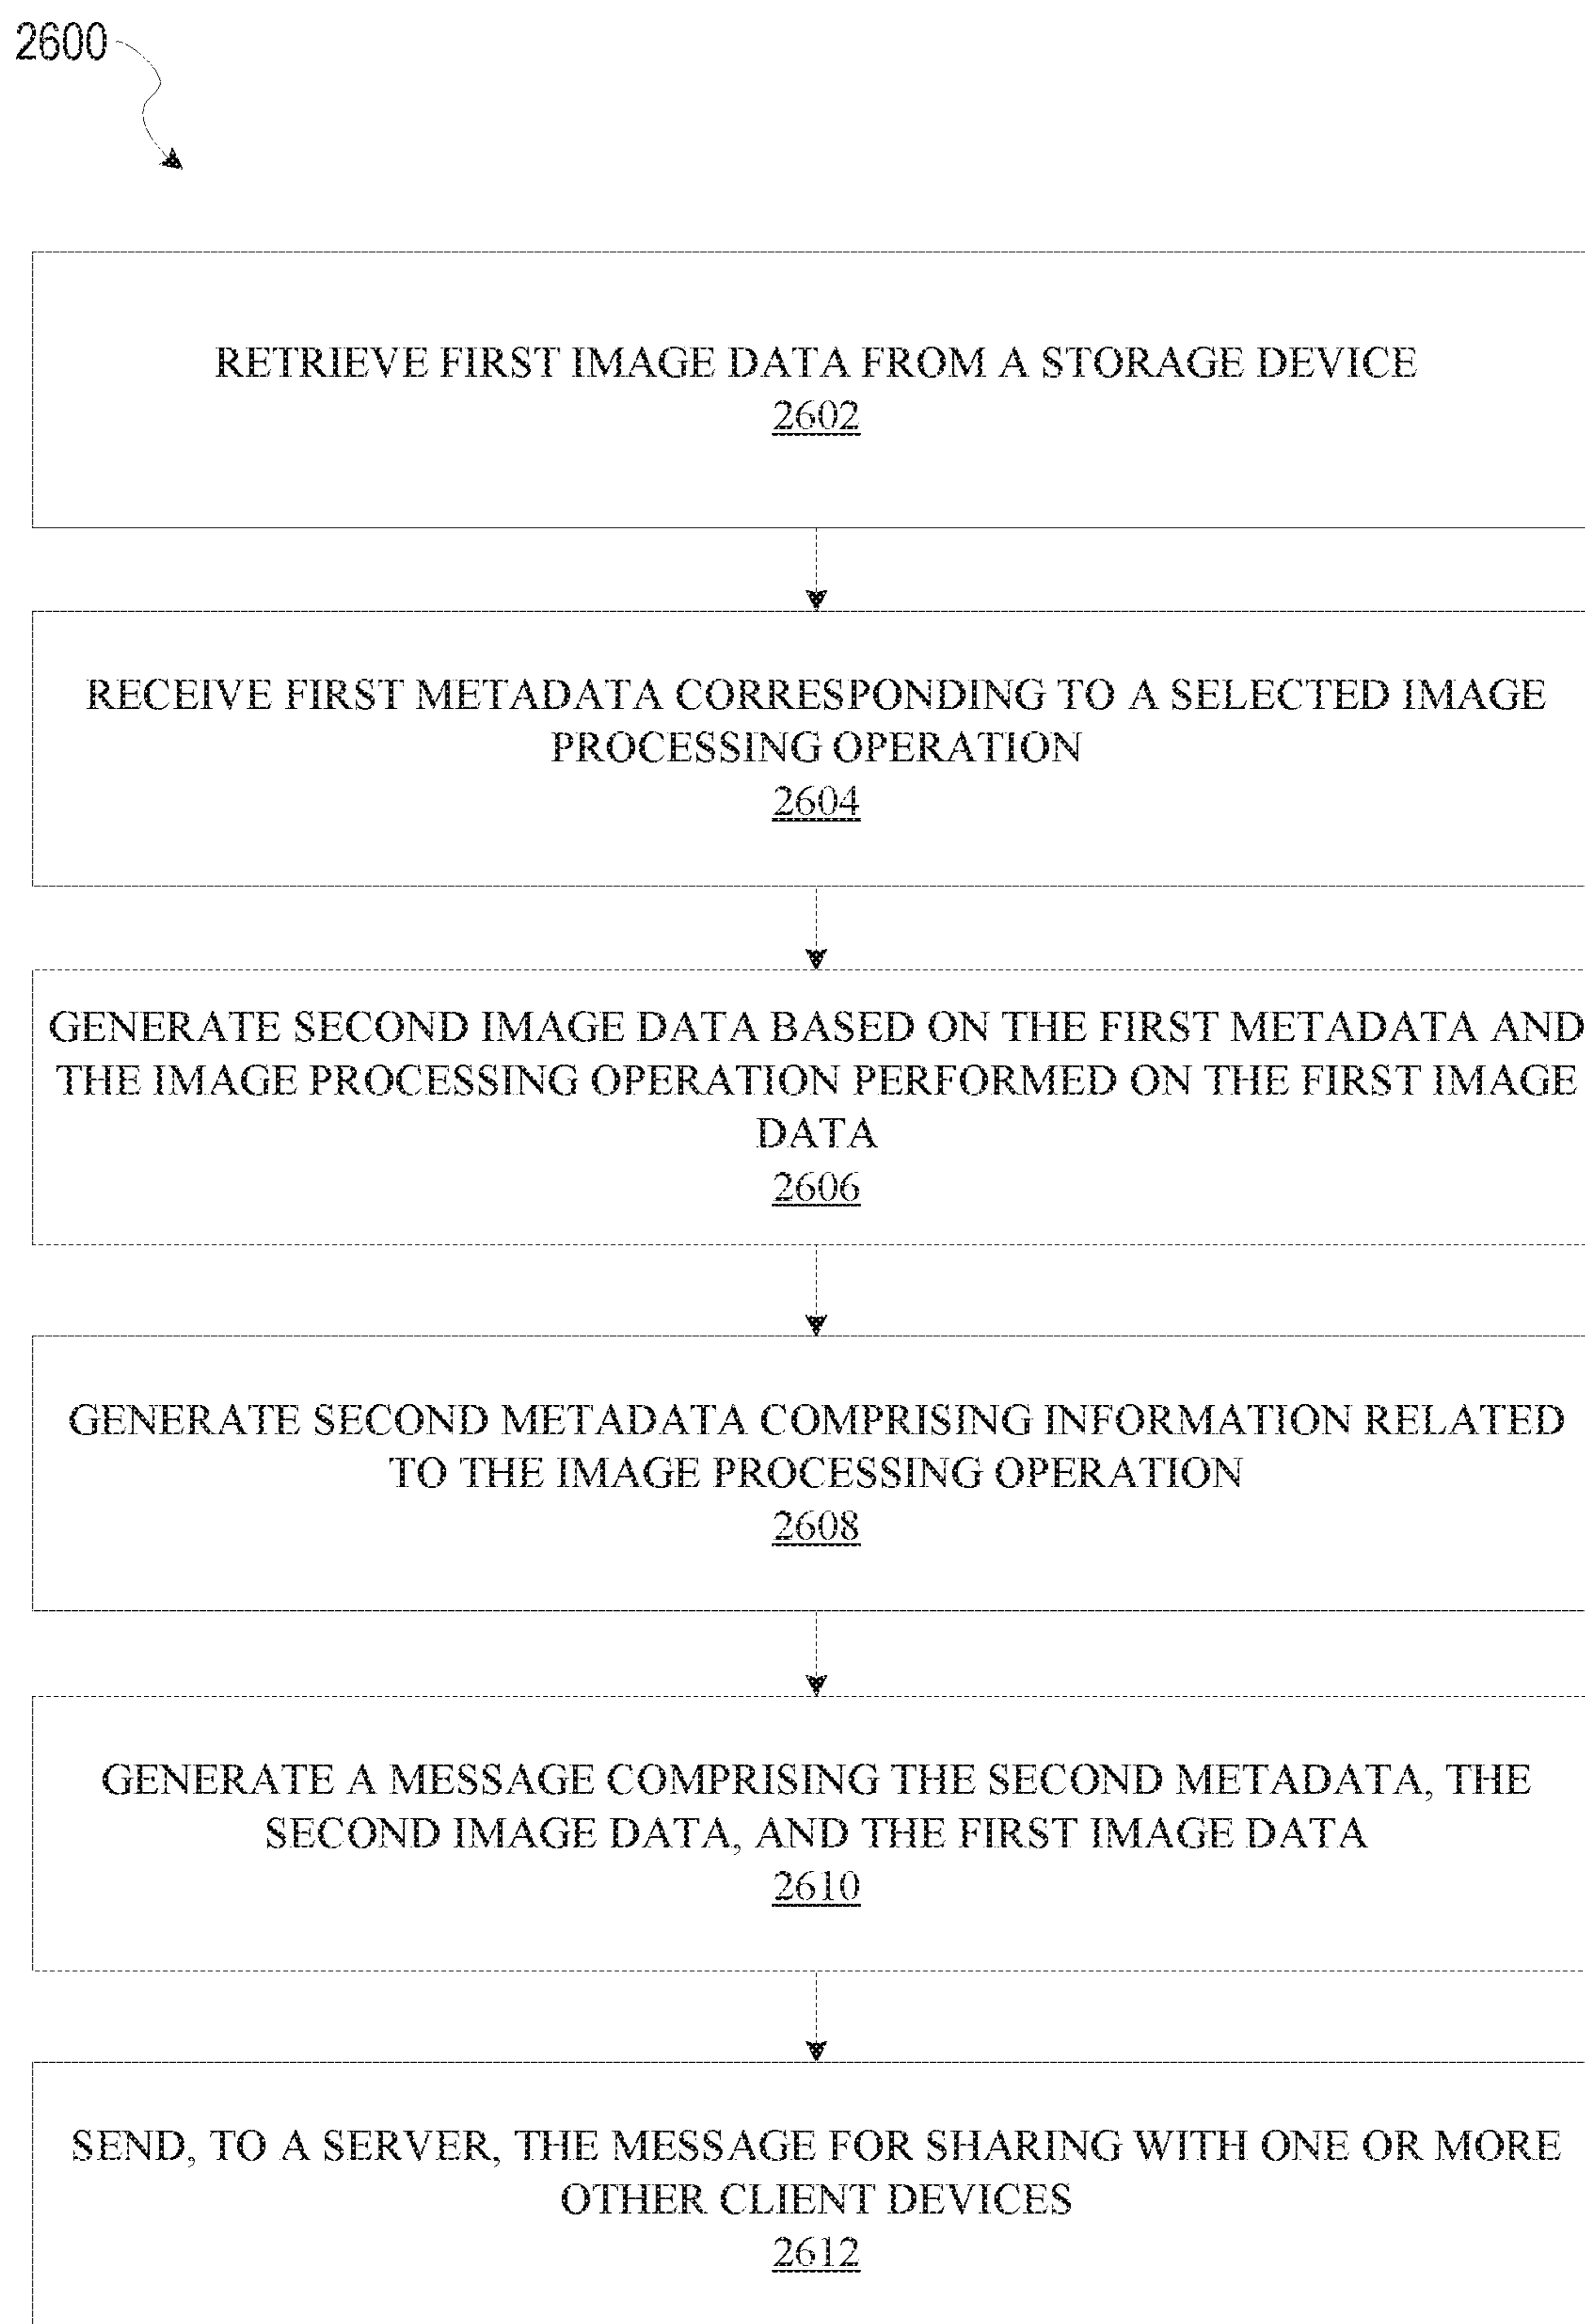 2600
RETRIEVE FIRST IMAGE DATA FROM A STORAGE DEVICE
2602
RECEIVE FIRST METADATA CORRESPONDING TO A SELECTED IMAGE
PROCESSING OPERATION
2604
GENERATE SECOND IMAGE DATA BASED ON THE FIRST METADATA AND
THE IMAGE PROCESSING OPERATION PERFORMED ON THE FIRST IMAGE
DATA
2606
GENERATE SECOND METADATA COMPRISING INFORMATION RELATED
TO THE IMAGE PROCESSING OPERATION
2608
GENERATE A MESSAGE COMPRISING THE SECOND METADATA, THE
SECOND IMAGE DATA, AND THE FIRST IMAGE DATA
2610
SEND, TO A SERVER, THE MESSAGE FOR SHARING WITH ONE OR MORE
OTHER CLIENT DEVICES
2612